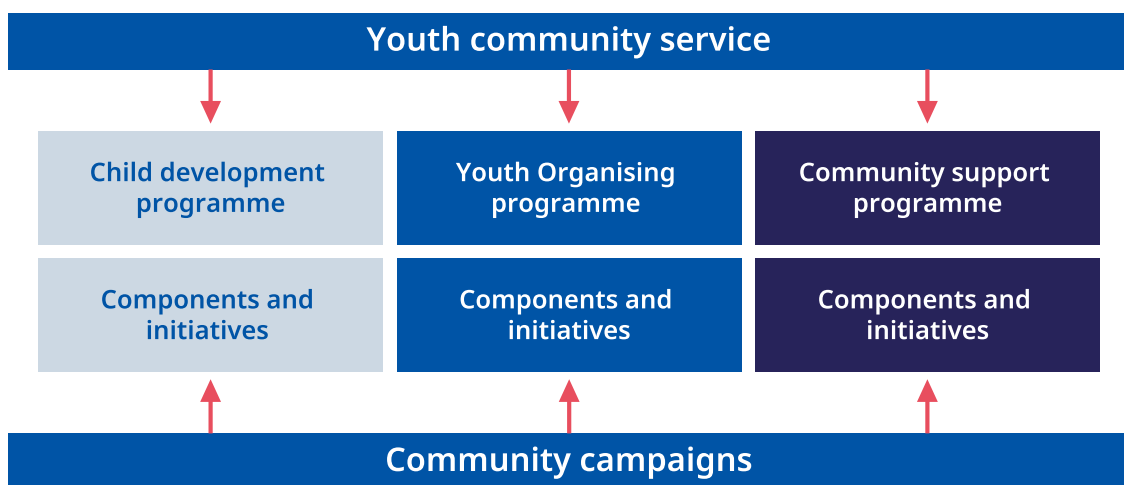 Youth community service
Child development
programme
Youth Organising
programme
Community support
programme
Components and
initiatives
Components and
initiatives
Components and
initiatives
Community campaigns